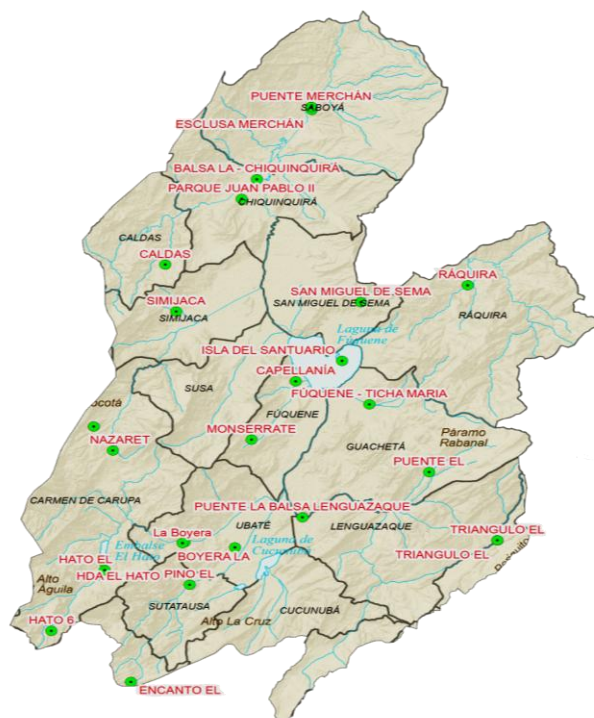 PUENTE MERCHÁN
SABOYÁ
ESCLUSA MERCHÁN
BALSA LA - CHIQUINQUIRÁ
PARQUE JUAN PABLO II
CHIQUINQUIRÁ
CALDAS
CALDAS
RÁQUIRA
SAN MIGUEL DE SEMA
SAN MIGUEL DE SEMA
SIMIJACA
SIMIJACA
RÁQUIRA
Laguna de
Fúquene
ISLA DEL SANTUARIO
CAPELLANÍA
SUSA
FÚQUENE - TICHA MARIA
FÚQUENE
NAZARET
MONSERRATE
GUACHETÁ
Páramo
Rabanal
PUENTE EL
CARMEN DE CARUPA
PUENTE LA BALSA LENGUAZAQUE
UBATÉ
LENGUAZAQUE
La Boyera
Embalse
El Hato
BOYERA LA
Laguna de
Cucunubá
TRIANGULO EL
TRIANGULO EL
HATO EL
HDA EL HATO
PINO EL
Alto
Águila
SUTATAUSA
CUCUNUBÁ
HATO 6
Alto La Cruz
ENCANTO EL